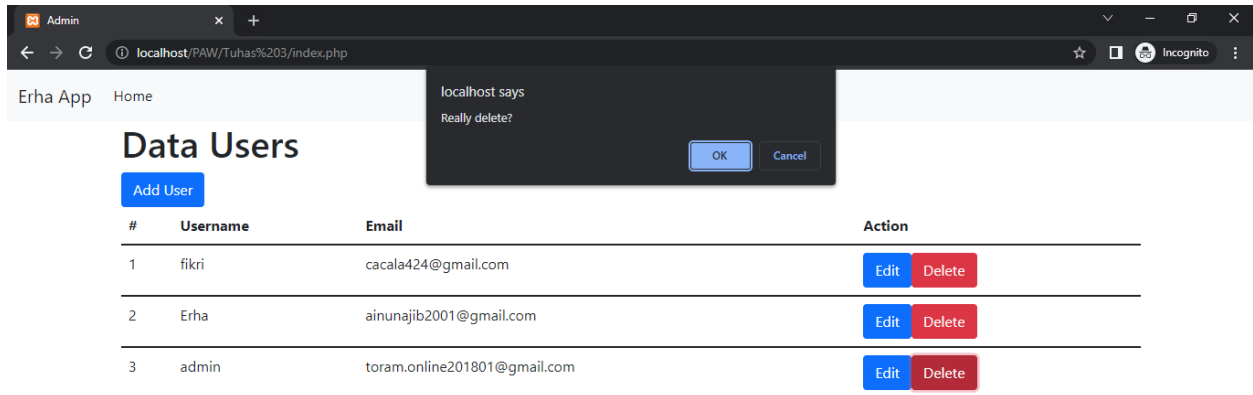 Admin
localhost/PAW/Tuhas%203/index.php
Incognito
Erha App Home
localhost says
Really delete?
OK Cancel
Data Users
Add User
# Username Email Action
1 fikri cacala424@gmail.com Edit Delete
2 Erha ainunajib2001@gmail.com Edit Delete
3 admin toram.online201801@gmail.com Edit Delete